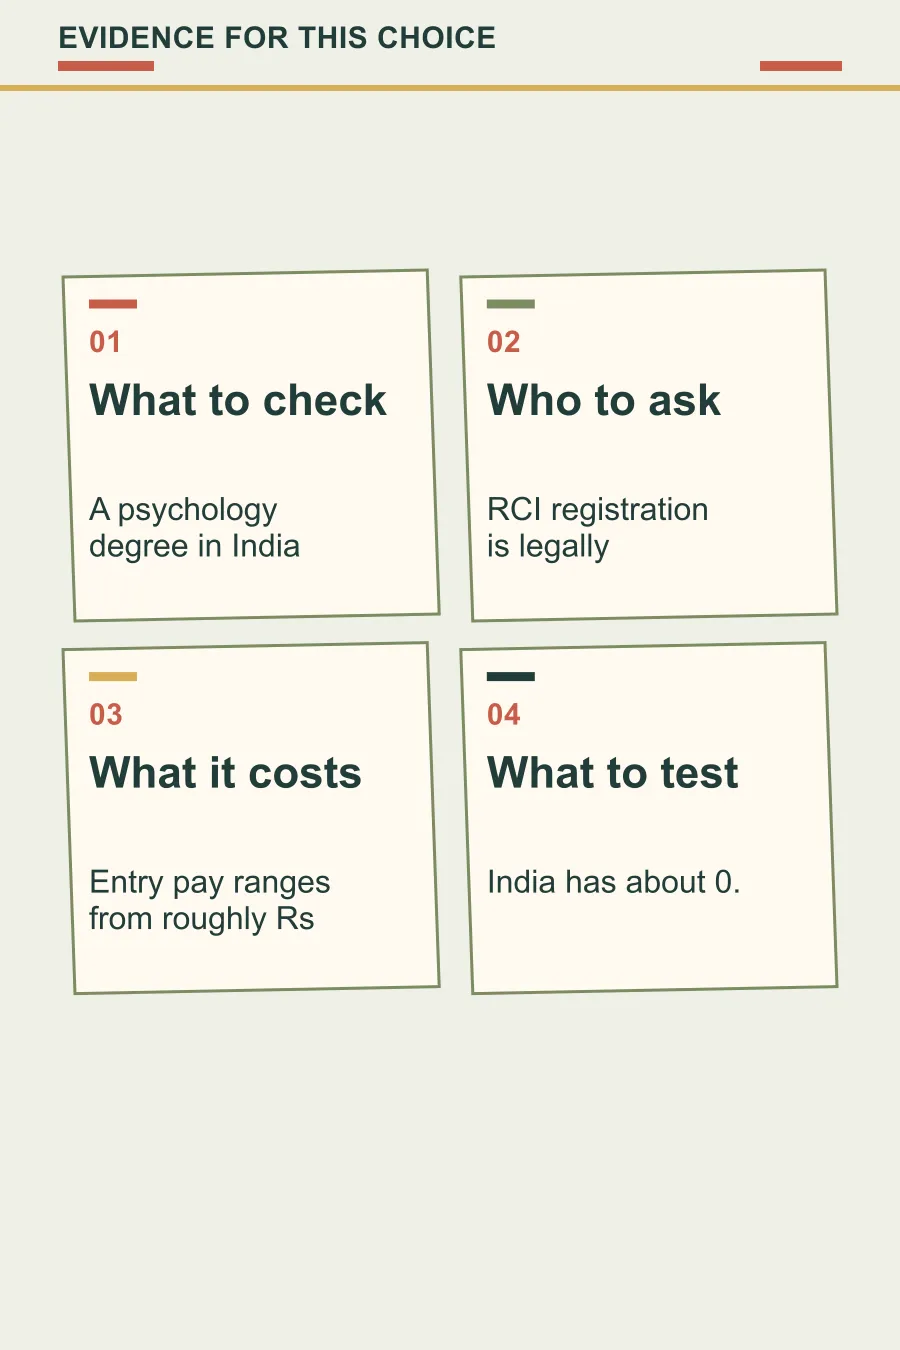 EVIDENCE FOR THIS CHOICE
01
What to check
A psychology
degree in India
02
Who to ask
RCI registration
is legally
03
What it costs
Entry pay ranges
from roughly Rs
04
What to test
India has about 0.